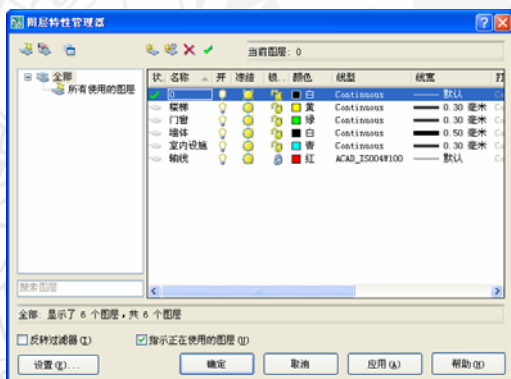 图层特性管理器
当前图层: 0
全部
所有使用的图层
状. 名称 开 冻结 锁.. 颜色 线型 线宽 打
0 白 Continuous 默认 Co
楼梯 黄 Continuous 0.30 毫米 Co
门窗 绿 Continuous 0.30 毫米 Co
墙体 白 Continuous 0.50 毫米 Co
室内设施 青 Continuous 0.30 毫米 Co
轴线 红 ACAD_ISO04W100 默认 Co
搜索图层
全部: 显示了 6 个图层，共 6 个图层
反转过滤器(I) 指示正在使用的图层(U)
设置(E)... 确定 取消 应用(A) 帮助(H)